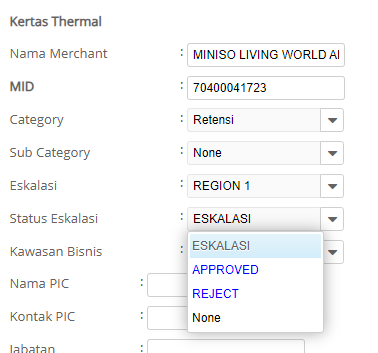 Kertas Thermal
Nama Merchant : MINISO LIVING WORLD
MID : 70400041723
Category : Retensi
Sub Category : None
Eskalasi : REGION 1
Status Eskalasi : ESKALASI
ESKALASI
Kawasan Bisnis :
APPROVED
Nama PIC :
REJECT
Kontak PIC :
None
Jabatan :